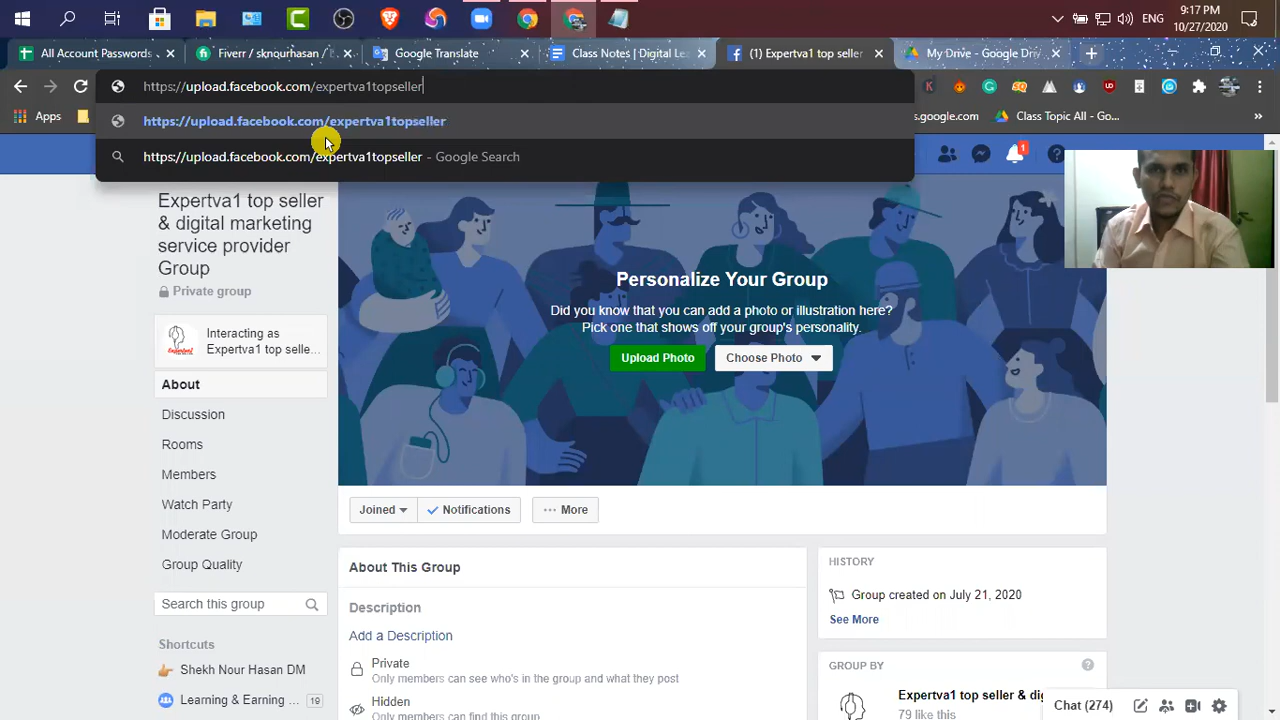 9:17 PM
ENG
10/27/2020
All Account Passwords
Fiverr / sknourhasan /
Google Translate
Class Notes | Digital Le
(1) Expertva1 top seller
My Drive - Google Dri
https://upload.facebook.com/expertva1topseller
Apps
s.google.com
Class Topic All - Go...
https://upload.facebook.com/expertva1topseller
https://upload.facebook.com/expertva1topseller - Google Search
1
Expertva1 top seller
& digital marketing
service provider
Group
Private group
Interacting as
Expertva1 top selle...
About
Discussion
Rooms
Members
Watch Party
Moderate Group
Group Quality
Search this group
Shortcuts
Shekh Nour Hasan DM
Learning & Earning ...
19
Personalize Your Group
Did you know that you can add a photo or illustration here?
Pick one that shows off your group's personality.
Upload Photo
Choose Photo
Joined
Notifications
More
About This Group
Description
Add a Description
Private
Only members can see who's in the group and what they post
Hidden
Only members can find this group
HISTORY
Group created on July 21, 2020
See More
GROUP BY
Expertva1 top seller & di
79 like this
Chat (274)